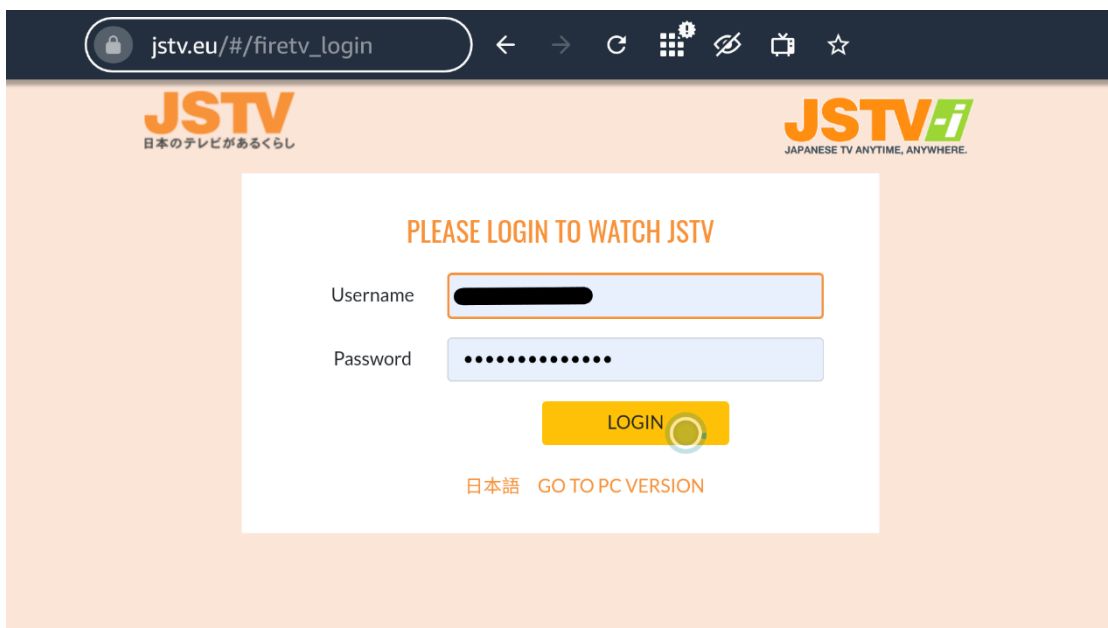 jstv.eu/#/firetv_login
JSTV
日本のテレビがあるくらし
JSTV-i
JAPANESE TV ANYTIME, ANYWHERE.
PLEASE LOGIN TO WATCH JSTV
Username
Password
LOGIN
日本語 GO TO PC VERSION